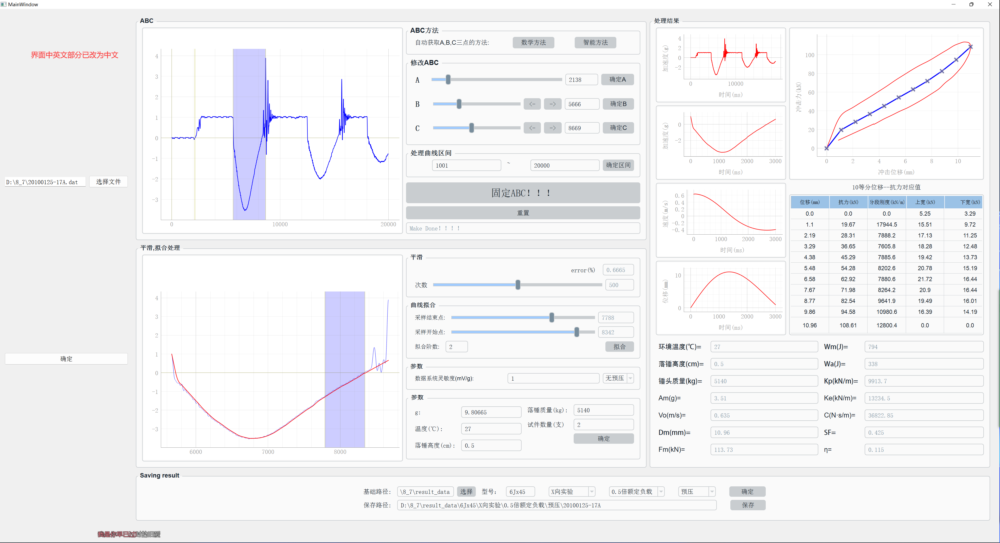 MainWindow
界面中英文部分已改为中文
D:\8_7\20100125-17A.dat
选择文件
确定
ABC
4
3
2
1
0
-1
-2
-3
0
10000
20000
ABC方法
自动获取A,B,C三点的方法:
数学方法
智能方法
修改ABC
A
2138
确定A
B
<-
->
5666
确定B
C
<-
->
8669
确定C
处理曲线区间
1001
~
20000
确定区间
固定ABC！！！
重置
Make Done！！！！
平滑,拟合处理
4
3
2
1
0
-1
-2
-3
6000
7000
8000
平滑
error(%)
0.6665
次数
500
曲线拟合
采样结束点:
7788
采样开始点:
8342
拟合阶数:
2
拟合
参数
数据系统灵敏度(mV/g):
1
无预压
参数
g:
9.80665
落锤质量(kg):
5140
温度(℃):
27
试件数量(支)
2
落锤高度(cm):
0.5
确定
处理结果
加速度(g)
4
2
0
-2
0
10000
时间(ms)
加速度(g)
0
-2
0
1000
2000
3000
时间(ms)
速度(m/s)
0.6
0.4
0.2
0
-0.2
-0.4
0
1000
2000
3000
时间(ms)
位移(mm)
10
0
0
1000
2000
3000
时间(ms)
冲击力(kN)
100
80
60
40
20
0
0
2
4
6
8
10
冲击位移(mm)
10等分位移--抗力对应值
位移(mm) 抗力(kN) 分段刚度(kN/m) 上宽(kN) 下宽(kN)
0.0 0.0 0.0 5.25 3.29
1.1 19.67 17944.5 15.51 9.72
2.19 28.31 7888.2 17.13 11.25
3.29 36.65 7605.8 18.28 12.48
4.38 45.29 7885.6 19.42 13.73
5.48 54.28 8202.6 20.78 15.19
6.58 62.92 7880.6 21.72 16.44
7.67 71.98 8264.2 20.9 16.44
8.77 82.54 9641.9 19.49 16.01
9.86 94.58 10980.6 16.39 14.19
10.96 108.61 12800.4 0.0 0.0
环境温度(℃)= 27 Wm(J)= 794
落锤高度(cm)= 0.5 Wa(J)= 338
锤头质量(kg)= 5140 Kp(kN/m)= 9913.7
Am(g)= 3.51 Ke(kN/m)= 13234.5
Vo(m/s)= 0.635 C(N·s/m)= 36822.85
Dm(mm)= 10.96 SF= 0.425
Fm(kN)= 113.73 η= 0.115
Saving result
基础路径: \8_7\result_data 选择 型号: 6Jx45 X向实验 0.5倍额定负载 预压 确定
保存路径: D:\8_7\result_data\6Jx45\X向实验\0.5倍额定负载\预压\20100125-17A 保存
我是你早已过时的旧爱